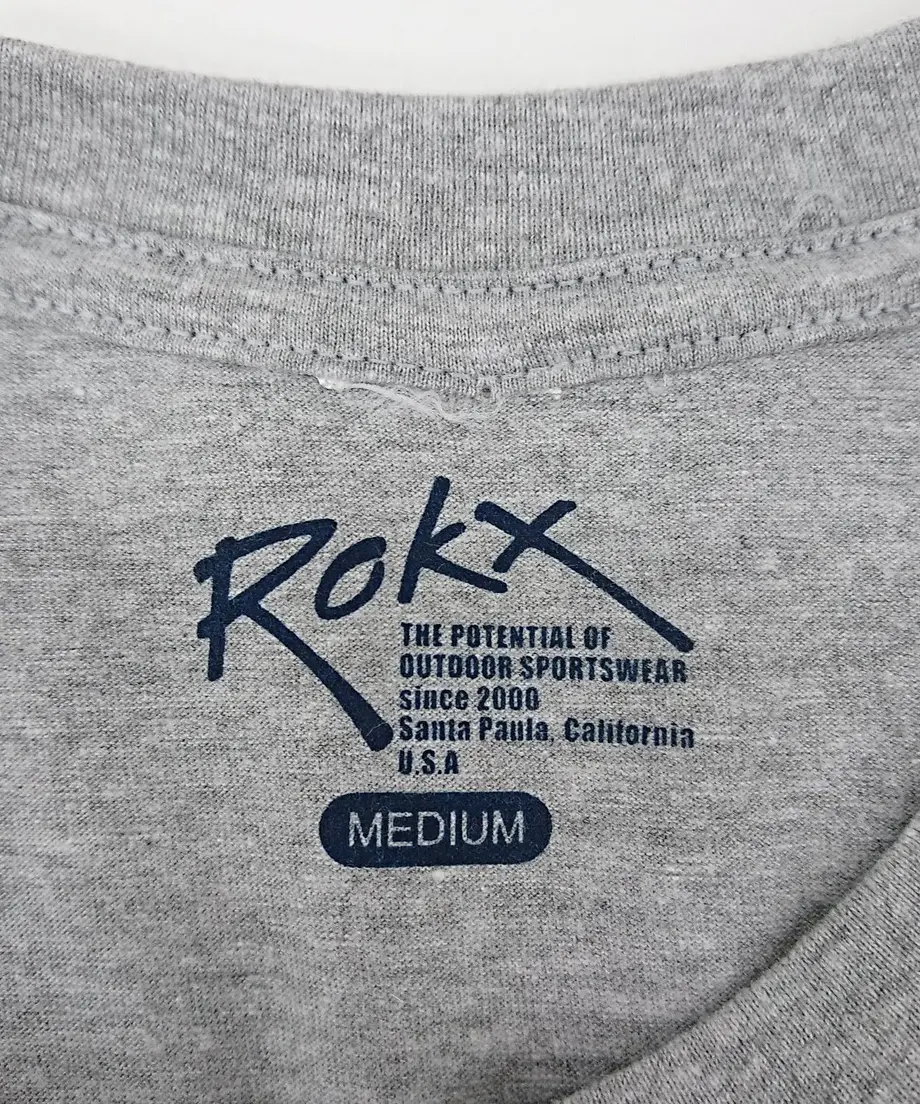 Rokx
THE POTENTIAL OF
OUTDOOR SPORTSWEAR
since 2000
Santa Paula, California
U.S.A
MEDIUM